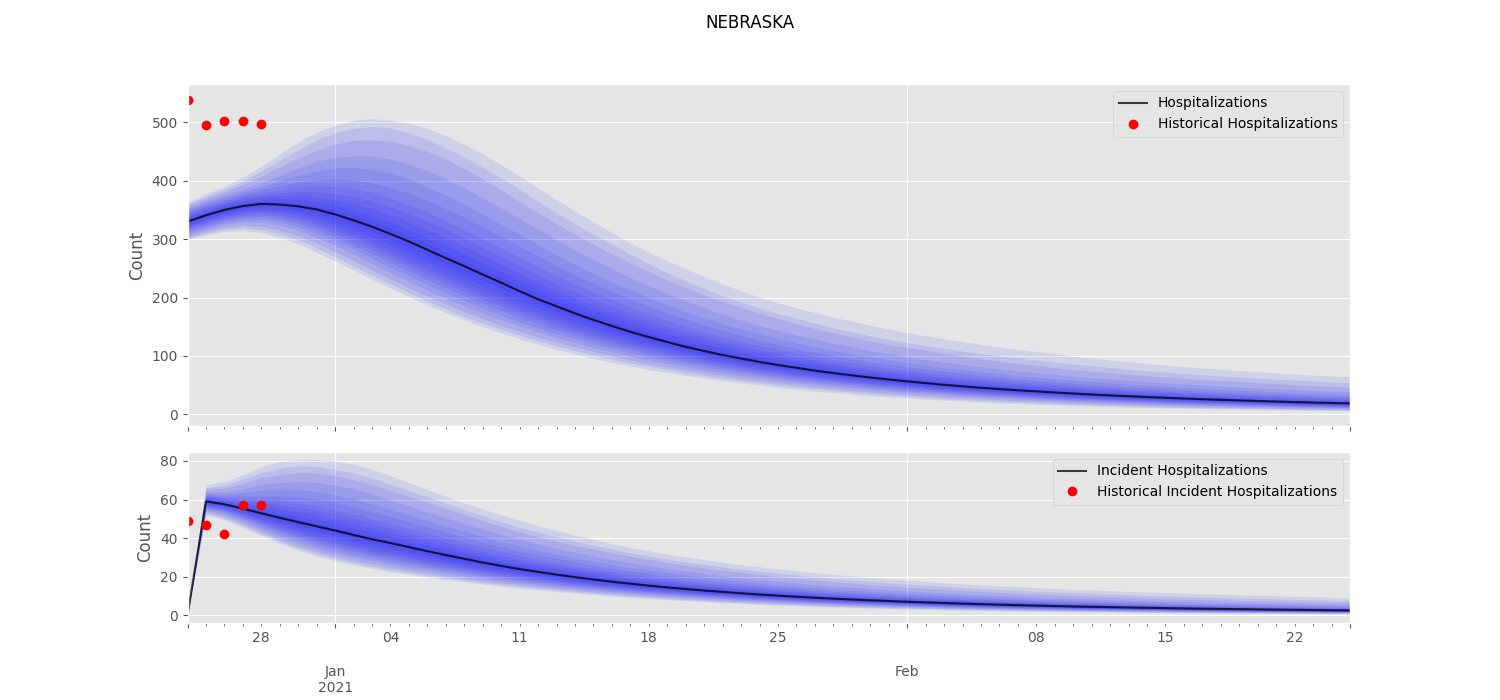 NEBRASKA
Hospitalizations
Historical Hospitalizations
500
400
300
200
100
0
Count
Incident Hospitalizations
Historical Incident Hospitalizations
80
60
40
20
0
Count
28 04 11 18 25 08 15 22
Jan Feb
2021